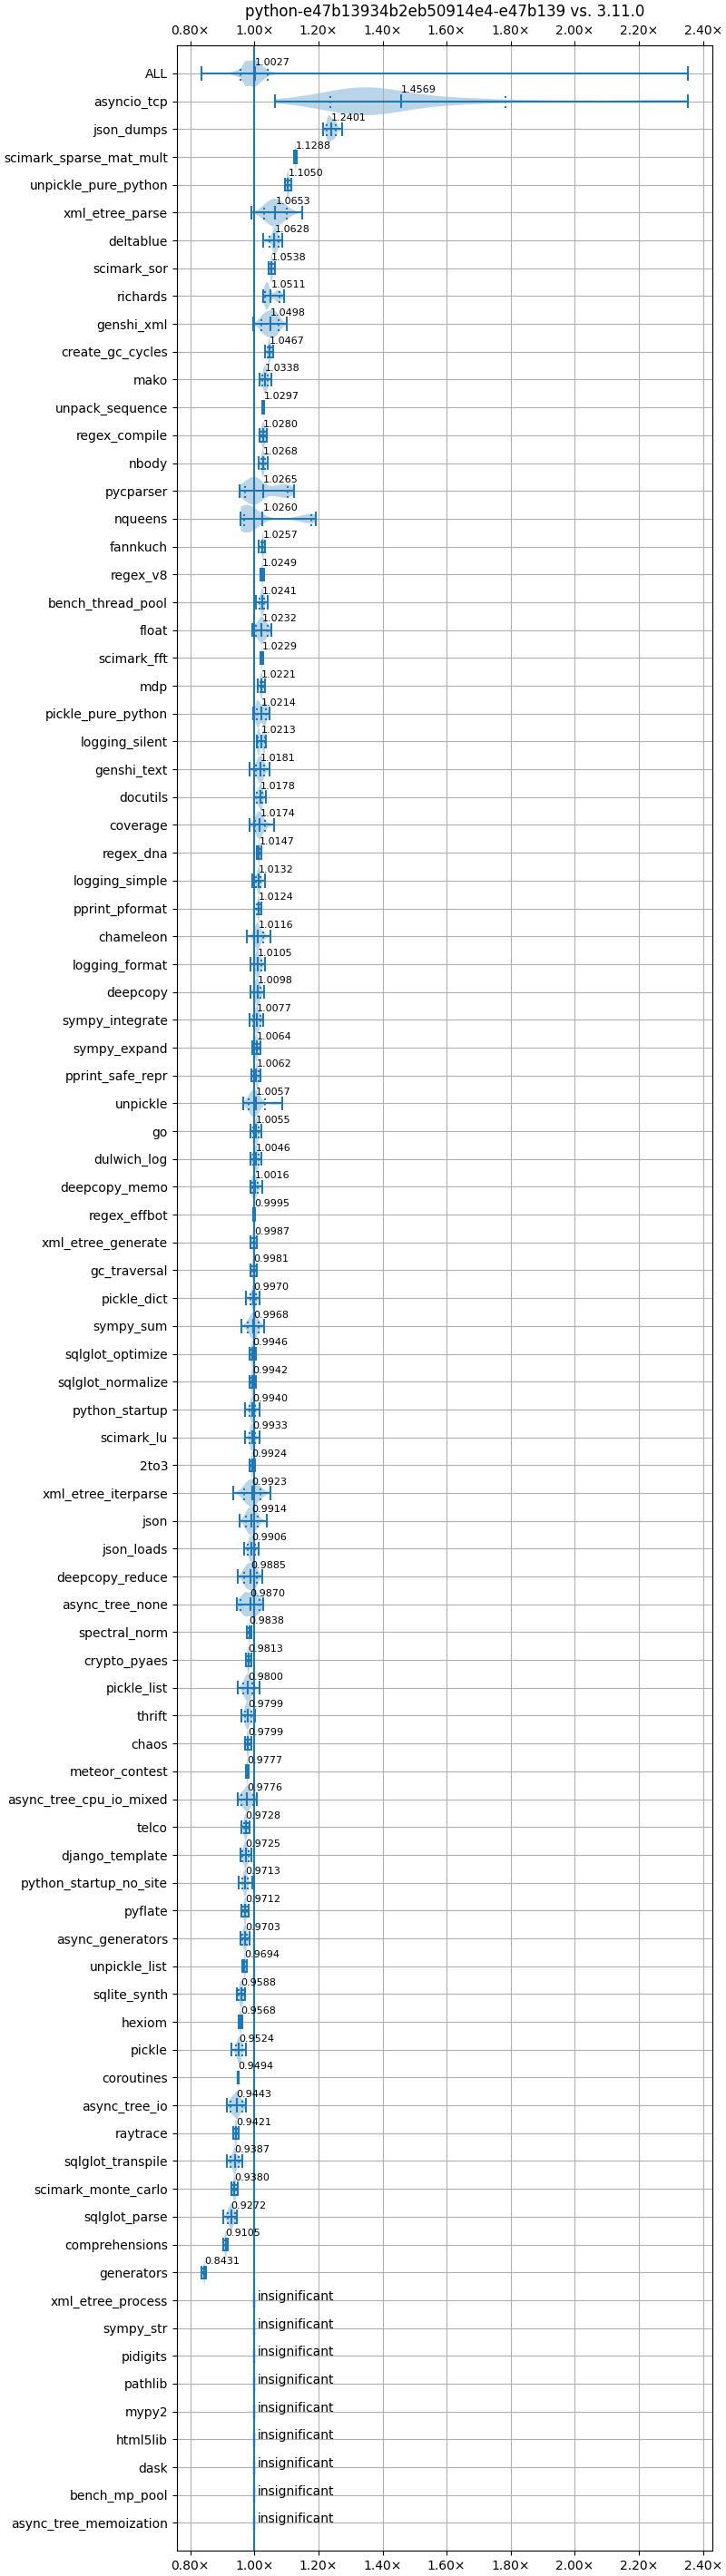 python-e47b13934b2eb50914e4-e47b139 vs. 3.11.0
0.80× 1.00× 1.20× 1.40× 1.60× 1.80× 2.00× 2.20× 2.40×
ALL 1.0027
asyncio_tcp 1.4569
json_dumps 1.2401
scimark_sparse_mat_mult 1.1288
unpickle_pure_python 1.1050
xml_etree_parse 1.0653
deltablue 1.0628
scimark_sor 1.0538
richards 1.0511
genshi_xml 1.0498
create_gc_cycles 1.0467
mako 1.0338
unpack_sequence 1.0297
regex_compile 1.0280
nbody 1.0268
pycparser 1.0265
nqueens 1.0260
fannkuch 1.0257
regex_v8 1.0249
bench_thread_pool 1.0241
float 1.0232
scimark_fft 1.0229
mdp 1.0221
pickle_pure_python 1.0214
logging_silent 1.0213
genshi_text 1.0181
docutils 1.0178
coverage 1.0174
regex_dna 1.0147
logging_simple 1.0132
pprint_pformat 1.0124
chameleon 1.0116
logging_format 1.0105
deepcopy 1.0098
sympy_integrate 1.0077
sympy_expand 1.0064
pprint_safe_repr 1.0062
unpickle 1.0057
go 1.0055
dulwich_log 1.0046
deepcopy_memo 1.0016
regex_effbot 0.9995
xml_etree_generate 0.9987
gc_traversal 0.9981
pickle_dict 0.9970
sympy_sum 0.9968
sqlglot_optimize 0.9946
sqlglot_normalize 0.9942
python_startup 0.9940
scimark_lu 0.9933
2to3 0.9924
xml_etree_iterparse 0.9923
json 0.9914
json_loads 0.9906
deepcopy_reduce 0.9885
async_tree_none 0.9870
spectral_norm 0.9838
crypto_pyaes 0.9813
pickle_list 0.9800
thrift 0.9799
chaos 0.9799
meteor_contest 0.9777
async_tree_cpu_io_mixed 0.9776
telco 0.9728
django_template 0.9725
python_startup_no_site 0.9713
pyflate 0.9712
async_generators 0.9703
unpickle_list 0.9694
sqlite_synth 0.9588
hexiom 0.9568
pickle 0.9524
coroutines 0.9494
async_tree_io 0.9443
raytrace 0.9421
sqlglot_transpile 0.9387
scimark_monte_carlo 0.9380
sqlglot_parse 0.9272
comprehensions 0.9105
generators 0.8431
xml_etree_process insignificant
sympy_str insignificant
pidigits insignificant
pathlib insignificant
mypy2 insignificant
html5lib insignificant
dask insignificant
bench_mp_pool insignificant
async_tree_memoization insignificant
0.80× 1.00× 1.20× 1.40× 1.60× 1.80× 2.00× 2.20× 2.40×